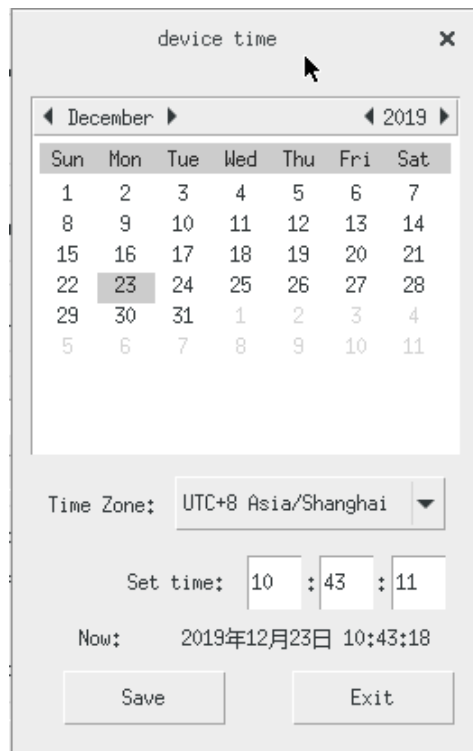 device time
December 2019
Sun Mon Tue Wed Thu Fri Sat
1 2 3 4 5 6 7
8 9 10 11 12 13 14
15 16 17 18 19 20 21
22 23 24 25 26 27 28
29 30 31 1 2 3 4
5 6 7 8 9 10 11
Time Zone: UTC+8 Asia/Shanghai
Set time: 10 : 43 : 11
Now: 2019年12月23日 10:43:18
Save Exit